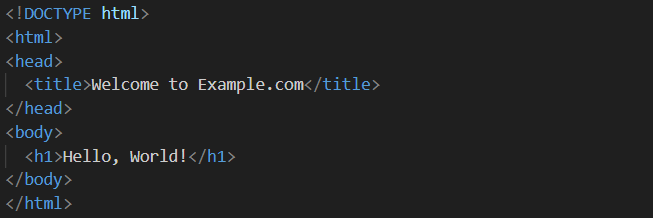 <!DOCTYPE html>
<html>
<head>
  <title>Welcome to Example.com</title>
</head>
<body>
  <h1>Hello, World!</h1>
</body>
</html>